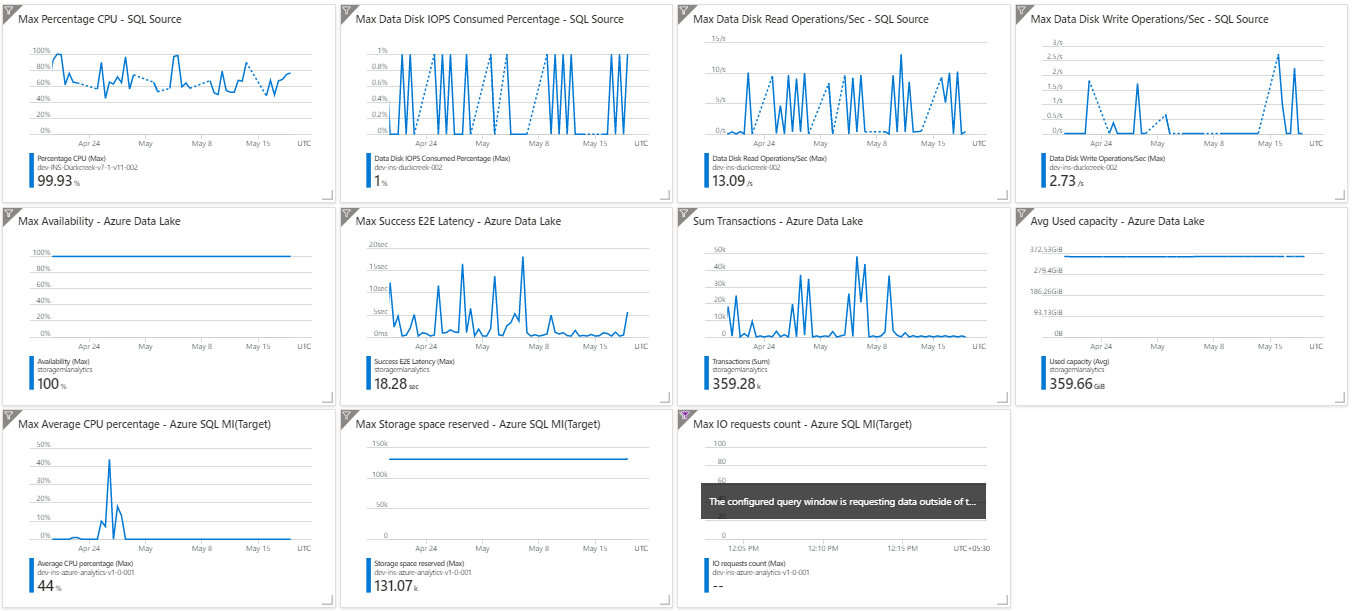 Max Percentage CPU - SQL Source
100%
80%
60%
40%
20%
0%
Apr 24 May May 8 May 15 UTC
Percentage CPU (Max)
dev-INS-Duckcreek-v7-1-v11-002
99.93 %
Max Data Disk IOPS Consumed Percentage - SQL Source
1%
0.8%
0.6%
0.4%
0.2%
0%
Apr 24 May May 8 May 15 UTC
Data Disk IOPS Consumed Percentage (Max)
dev-ins-duckcreek-002
1 %
Max Data Disk Read Operations/Sec - SQL Source
15/s
10/s
5/s
0/s
Apr 24 May May 8 May 15 UTC
Data Disk Read Operations/Sec (Max)
dev-ins-duckcreek-002
13.09 /s
Max Data Disk Write Operations/Sec - SQL Source
3/s
2.5/s
2/s
1.5/s
1/s
0.5/s
0/s
Apr 24 May May 8 May 15 UTC
Data Disk Write Operations/Sec (Max)
dev-ins-duckcreek-002
2.73 /s
Max Availability - Azure Data Lake
100%
80%
60%
40%
20%
0%
Apr 24 May May 8 May 15 UTC
Availability (Max)
storagemianalytics
100 %
Max Success E2E Latency - Azure Data Lake
20sec
15sec
10sec
5sec
0ms
Apr 24 May May 8 May 15 UTC
Success E2E Latency (Max)
storagemianalytics
18.28 sec
Sum Transactions - Azure Data Lake
50k
40k
30k
20k
10k
0
Apr 24 May May 8 May 15 UTC
Transactions (Sum)
storagemianalytics
359.28 k
Avg Used capacity - Azure Data Lake
372.53GiB
279.4GiB
186.26GiB
93.13GiB
0B
Apr 24 May May 8 May 15 UTC
Used capacity (Avg)
storagemianalytics
359.66 GiB
Max Average CPU percentage - Azure SQL MI(Target)
50%
40%
30%
20%
10%
0%
Apr 24 May May 8 May 15 UTC
Average CPU percentage (Max)
dev-ins-azure-analytics-v1-0-001
44 %
Max Storage space reserved - Azure SQL MI(Target)
150k
100k
50k
0
Apr 24 May May 8 May 15 UTC
Storage space reserved (Max)
dev-ins-azure-analytics-v1-0-001
131.07 k
Max IO requests count - Azure SQL MI(Target)
100
80
60
The configured query window is requesting data outside of t...
20
0
12:05 PM 12:10 PM 12:15 PM UTC+05:30
IO requests count (Max)
dev-ins-azure-analytics-v1-0-001
--